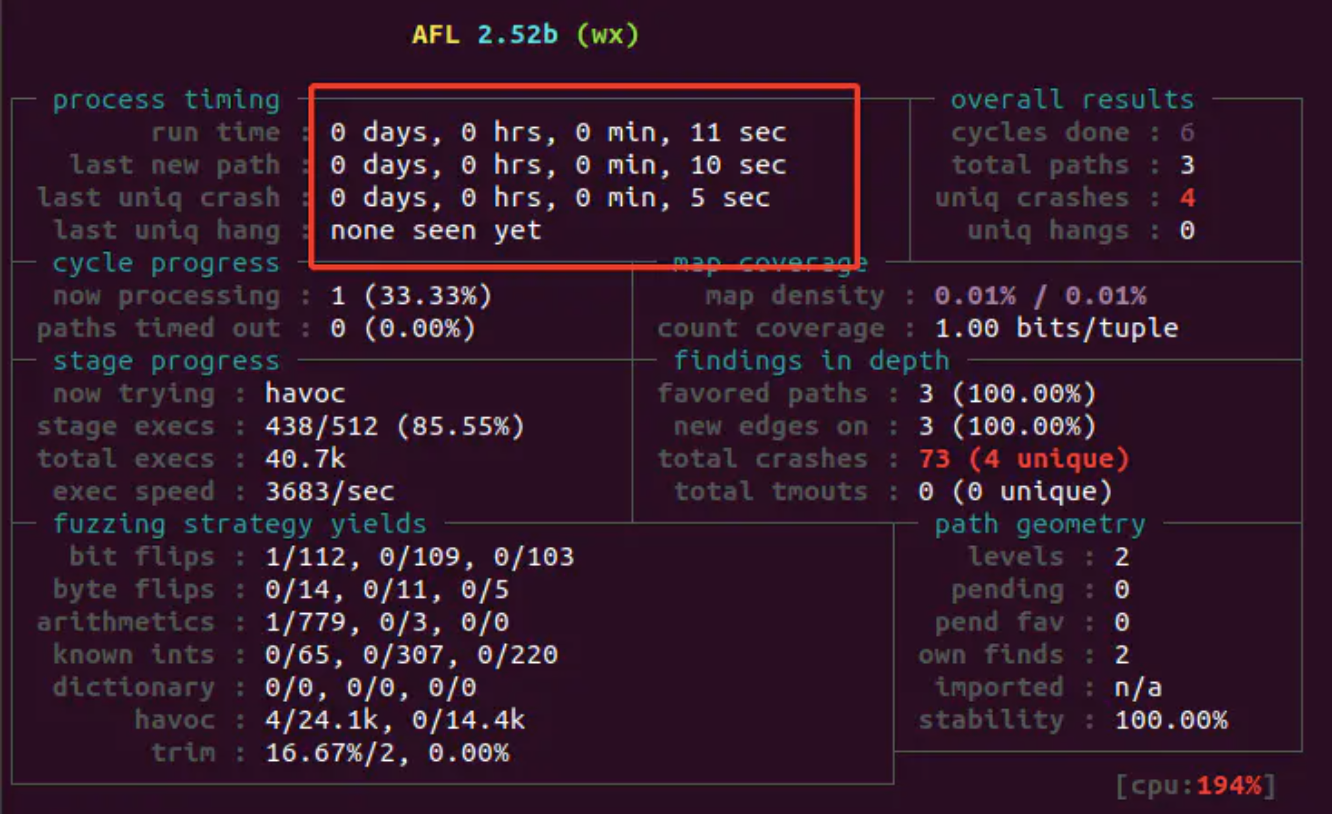 AFL 2.52b (wx)
process timing overall results
run time : 0 days, 0 hrs, 0 min, 11 sec cycles done : 6
last new path : 0 days, 0 hrs, 0 min, 10 sec total paths : 3
last uniq crash : 0 days, 0 hrs, 0 min, 5 sec uniq crashes : 4
last uniq hang : none seen yet uniq hangs : 0
cycle progress map coverage
now processing : 1 (33.33%) map density : 0.01% / 0.01%
paths timed out : 0 (0.00%) count coverage : 1.00 bits/tuple
stage progress findings in depth
now trying : havoc favored paths : 3 (100.00%)
stage execs : 438/512 (85.55%) new edges on : 3 (100.00%)
total execs : 40.7k total crashes : 73 (4 unique)
exec speed : 3683/sec total tmouts : 0 (0 unique)
fuzzing strategy yields path geometry
bit flips : 1/112, 0/109, 0/103 levels : 2
byte flips : 0/14, 0/11, 0/5 pending : 0
arithmetics : 1/779, 0/3, 0/0 pend fav : 0
known ints : 0/65, 0/307, 0/220 own finds : 2
dictionary : 0/0, 0/0, 0/0 imported : n/a
havoc : 4/24.1k, 0/14.4k stability : 100.00%
trim : 16.67%/2, 0.00%
[cpu:194%]